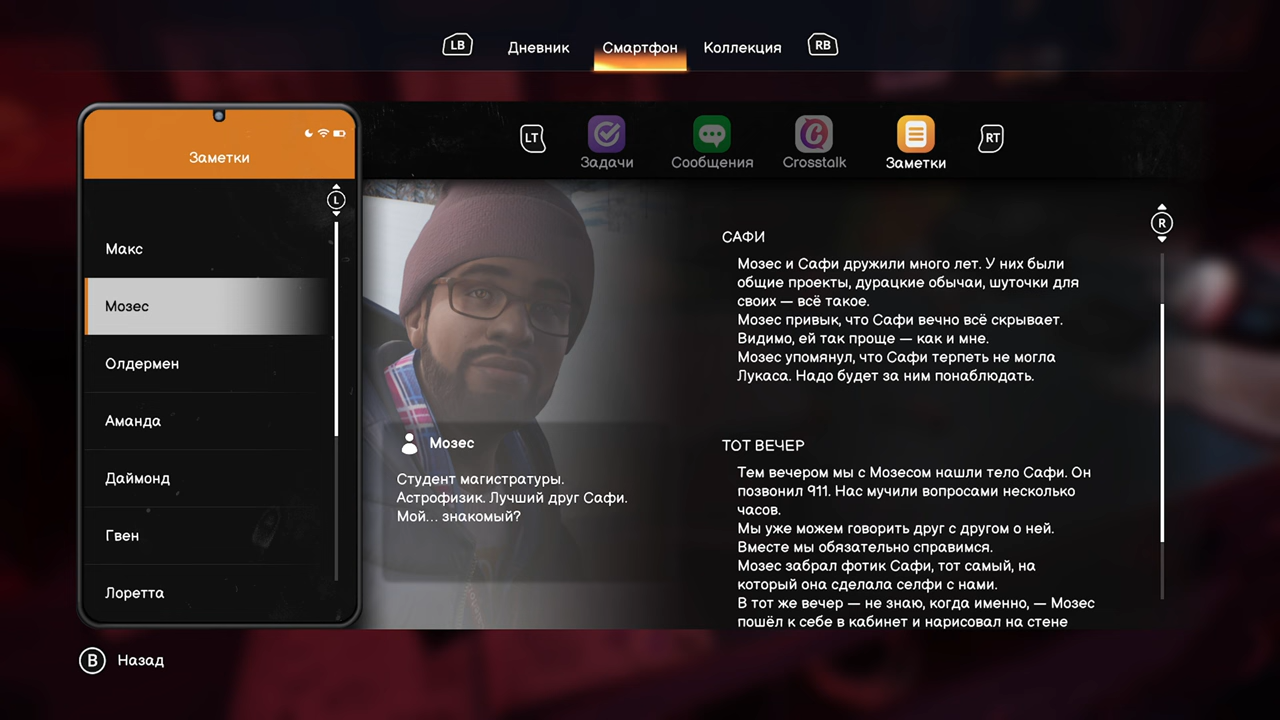 LB Дневник Смартфон Коллекция RB
Заметки
LT Задачи Сообщения Crosstalk Заметки RT
L
Макс
Мозес
Олдермен
Аманда
Даймонд
Гвен
Лоретта
Мозес
Студент магистратуры.
Астрофизик. Лучший друг Сафи.
Мой... знакомый?
R
САФИ
Мозес и Сафи дружили много лет. У них были
общие проекты, дурацкие обычаи, шуточки для
своих — всё такое.
Мозес привык, что Сафи вечно всё скрывает.
Видимо, ей так проще — как и мне.
Мозес упомянул, что Сафи терпеть не могла
Лукаса. Надо будет за ним понаблюдать.
ТОТ ВЕЧЕР
Тем вечером мы с Мозесом нашли тело Сафи. Он
позвонил 911. Нас мучили вопросами несколько
часов.
Мы уже можем говорить друг с другом о ней.
Вместе мы обязательно справимся.
Мозес забрал фотик Сафи, тот самый, на
который она сделала селфи с нами.
В тот же вечер — не знаю, когда именно, — Мозес
пошёл к себе в кабинет и нарисовал на стене
B Назад